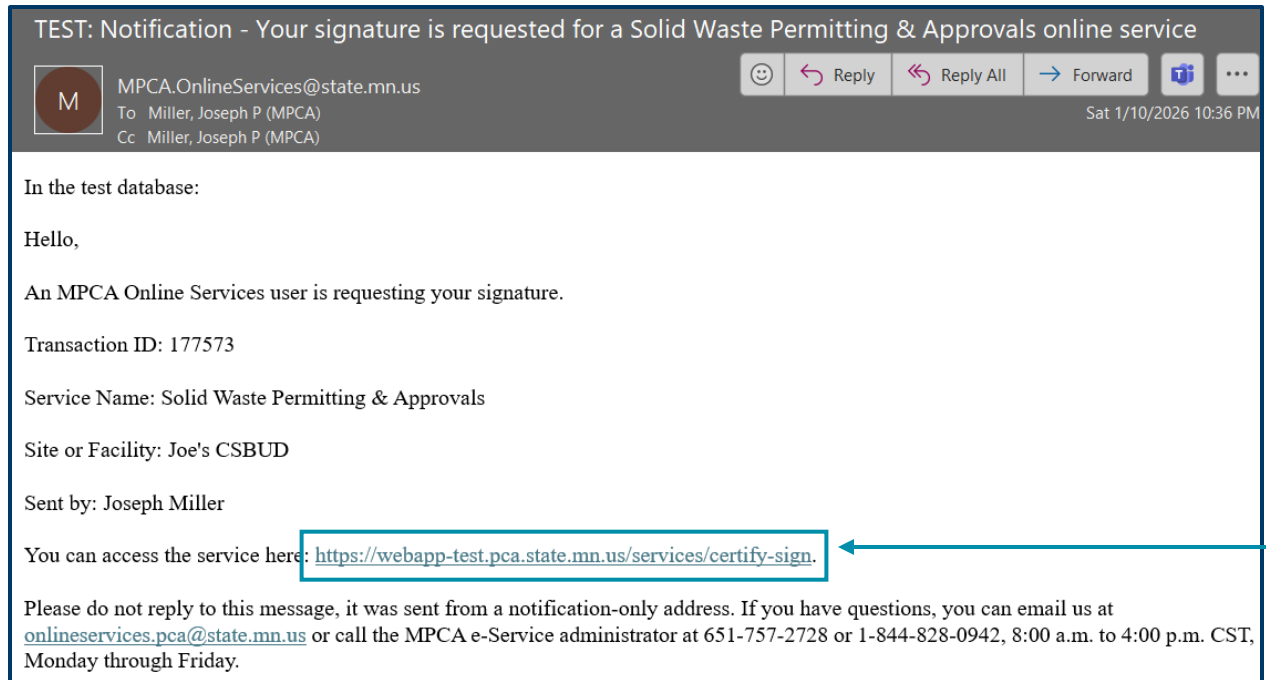 TEST: Notification - Your signature is requested for a Solid Waste Permitting & Approvals online service
M
MPCA.OnlineServices@state.mn.us
To Miller, Joseph P (MPCA)
Cc Miller, Joseph P (MPCA)
Reply
Reply All
Forward
Sat 1/10/2026 10:36 PM
In the test database:
Hello,
An MPCA Online Services user is requesting your signature.
Transaction ID: 177573
Service Name: Solid Waste Permitting & Approvals
Site or Facility: Joe's CSBUD
Sent by: Joseph Miller
You can access the service here: https://webapp-test.pca.state.mn.us/services/certify-sign.
Please do not reply to this message, it was sent from a notification-only address. If you have questions, you can email us at
onlineservices.pca@state.mn.us or call the MPCA e-Service administrator at 651-757-2728 or 1-844-828-0942, 8:00 a.m. to 4:00 p.m. CST,
Monday through Friday.